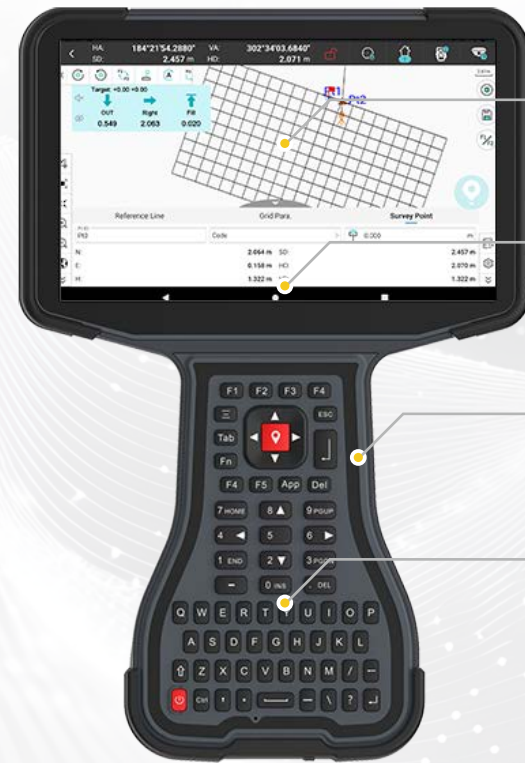 HA: 184°21'54.2880" VA: 302°34'03.6840"
SD: 2.457 m HD: 2.071 m
Target: +0.00 +0.00
OUT Right Fill
0.549 2.063 0.020
Pt1 Pt2
Reference Line Grid Para. Survey Point
Pt3 Code 0.000 m
N: 2.064 m SD: 2.457 m
E: 0.158 m HD: 2.070 m
H: 1.322 m 1.322 m
F1 F2 F3 F4
ESC
Tab
Fn
F4 F5 App Del
7 HOME 8 9 PGUP
4 5 6
1 END 2 3 PGDN
- 0 INS . DEL
Q W E R T U I O P
A S D F G H J K L
Z X C V B N M /
Ctrl ' . - \ ?